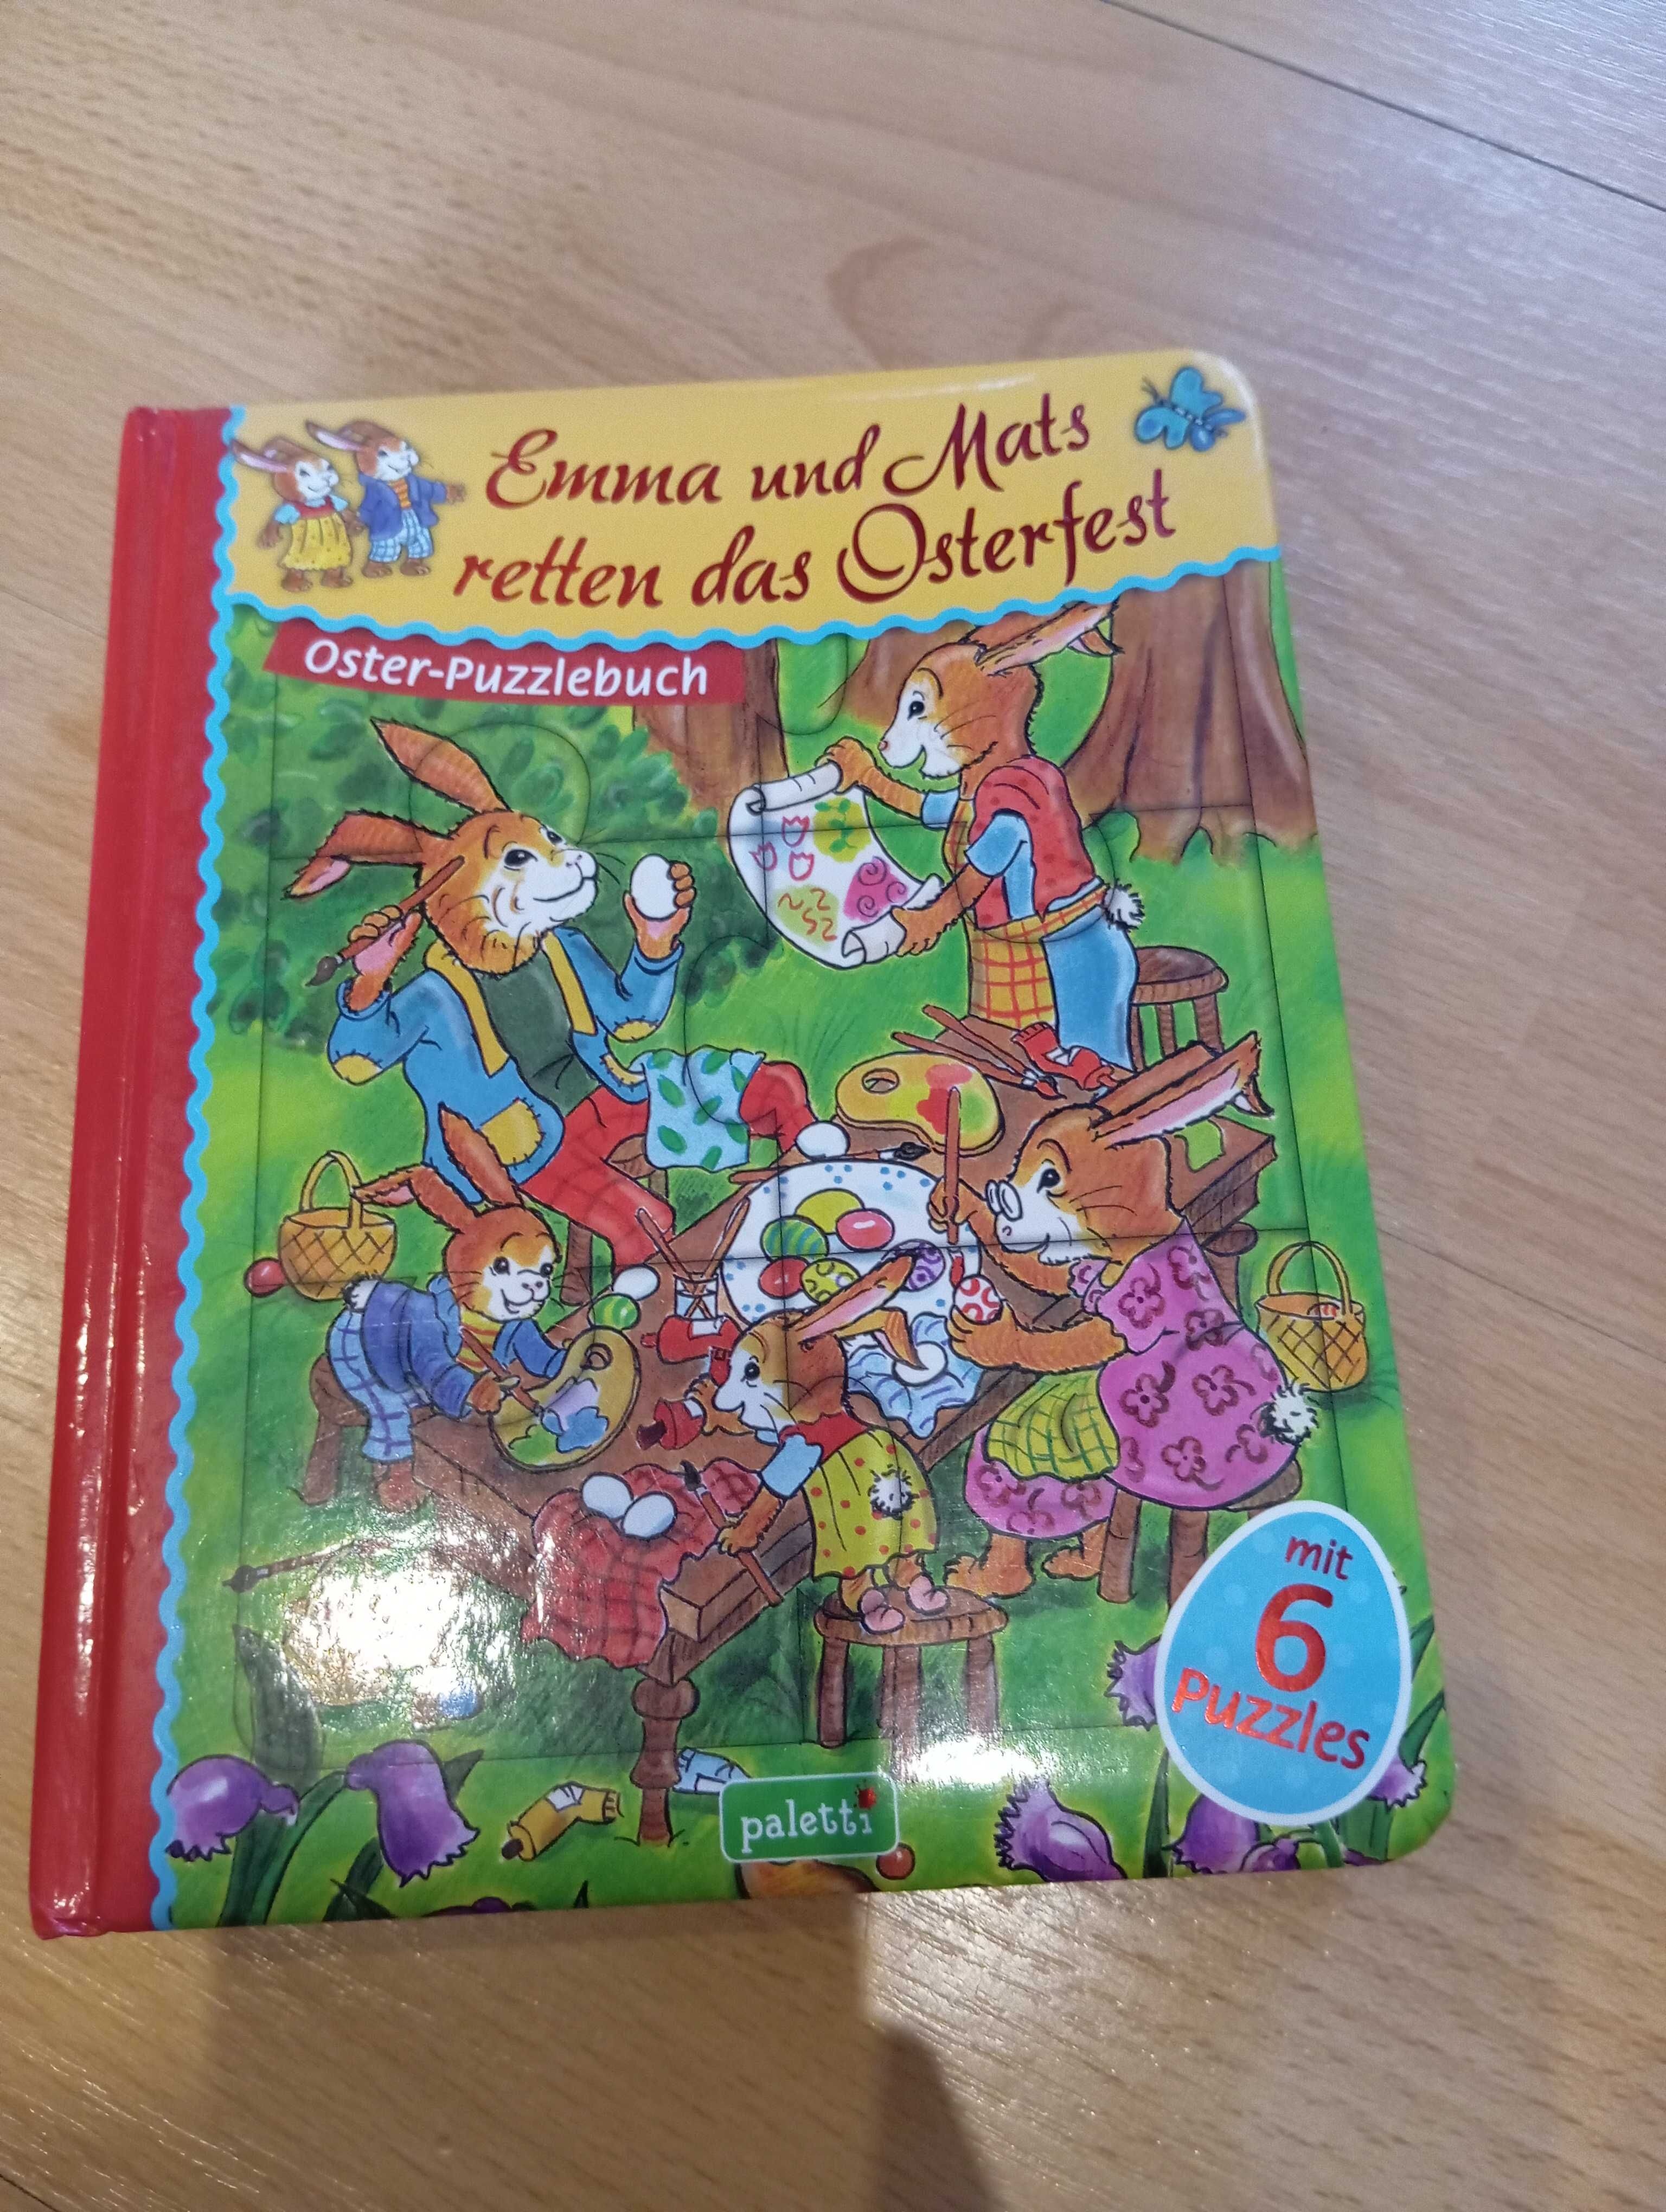 Emma und Mats
retten das Osterfest
Oster-Puzzlebuch
mit
6
Puzzles
paletti